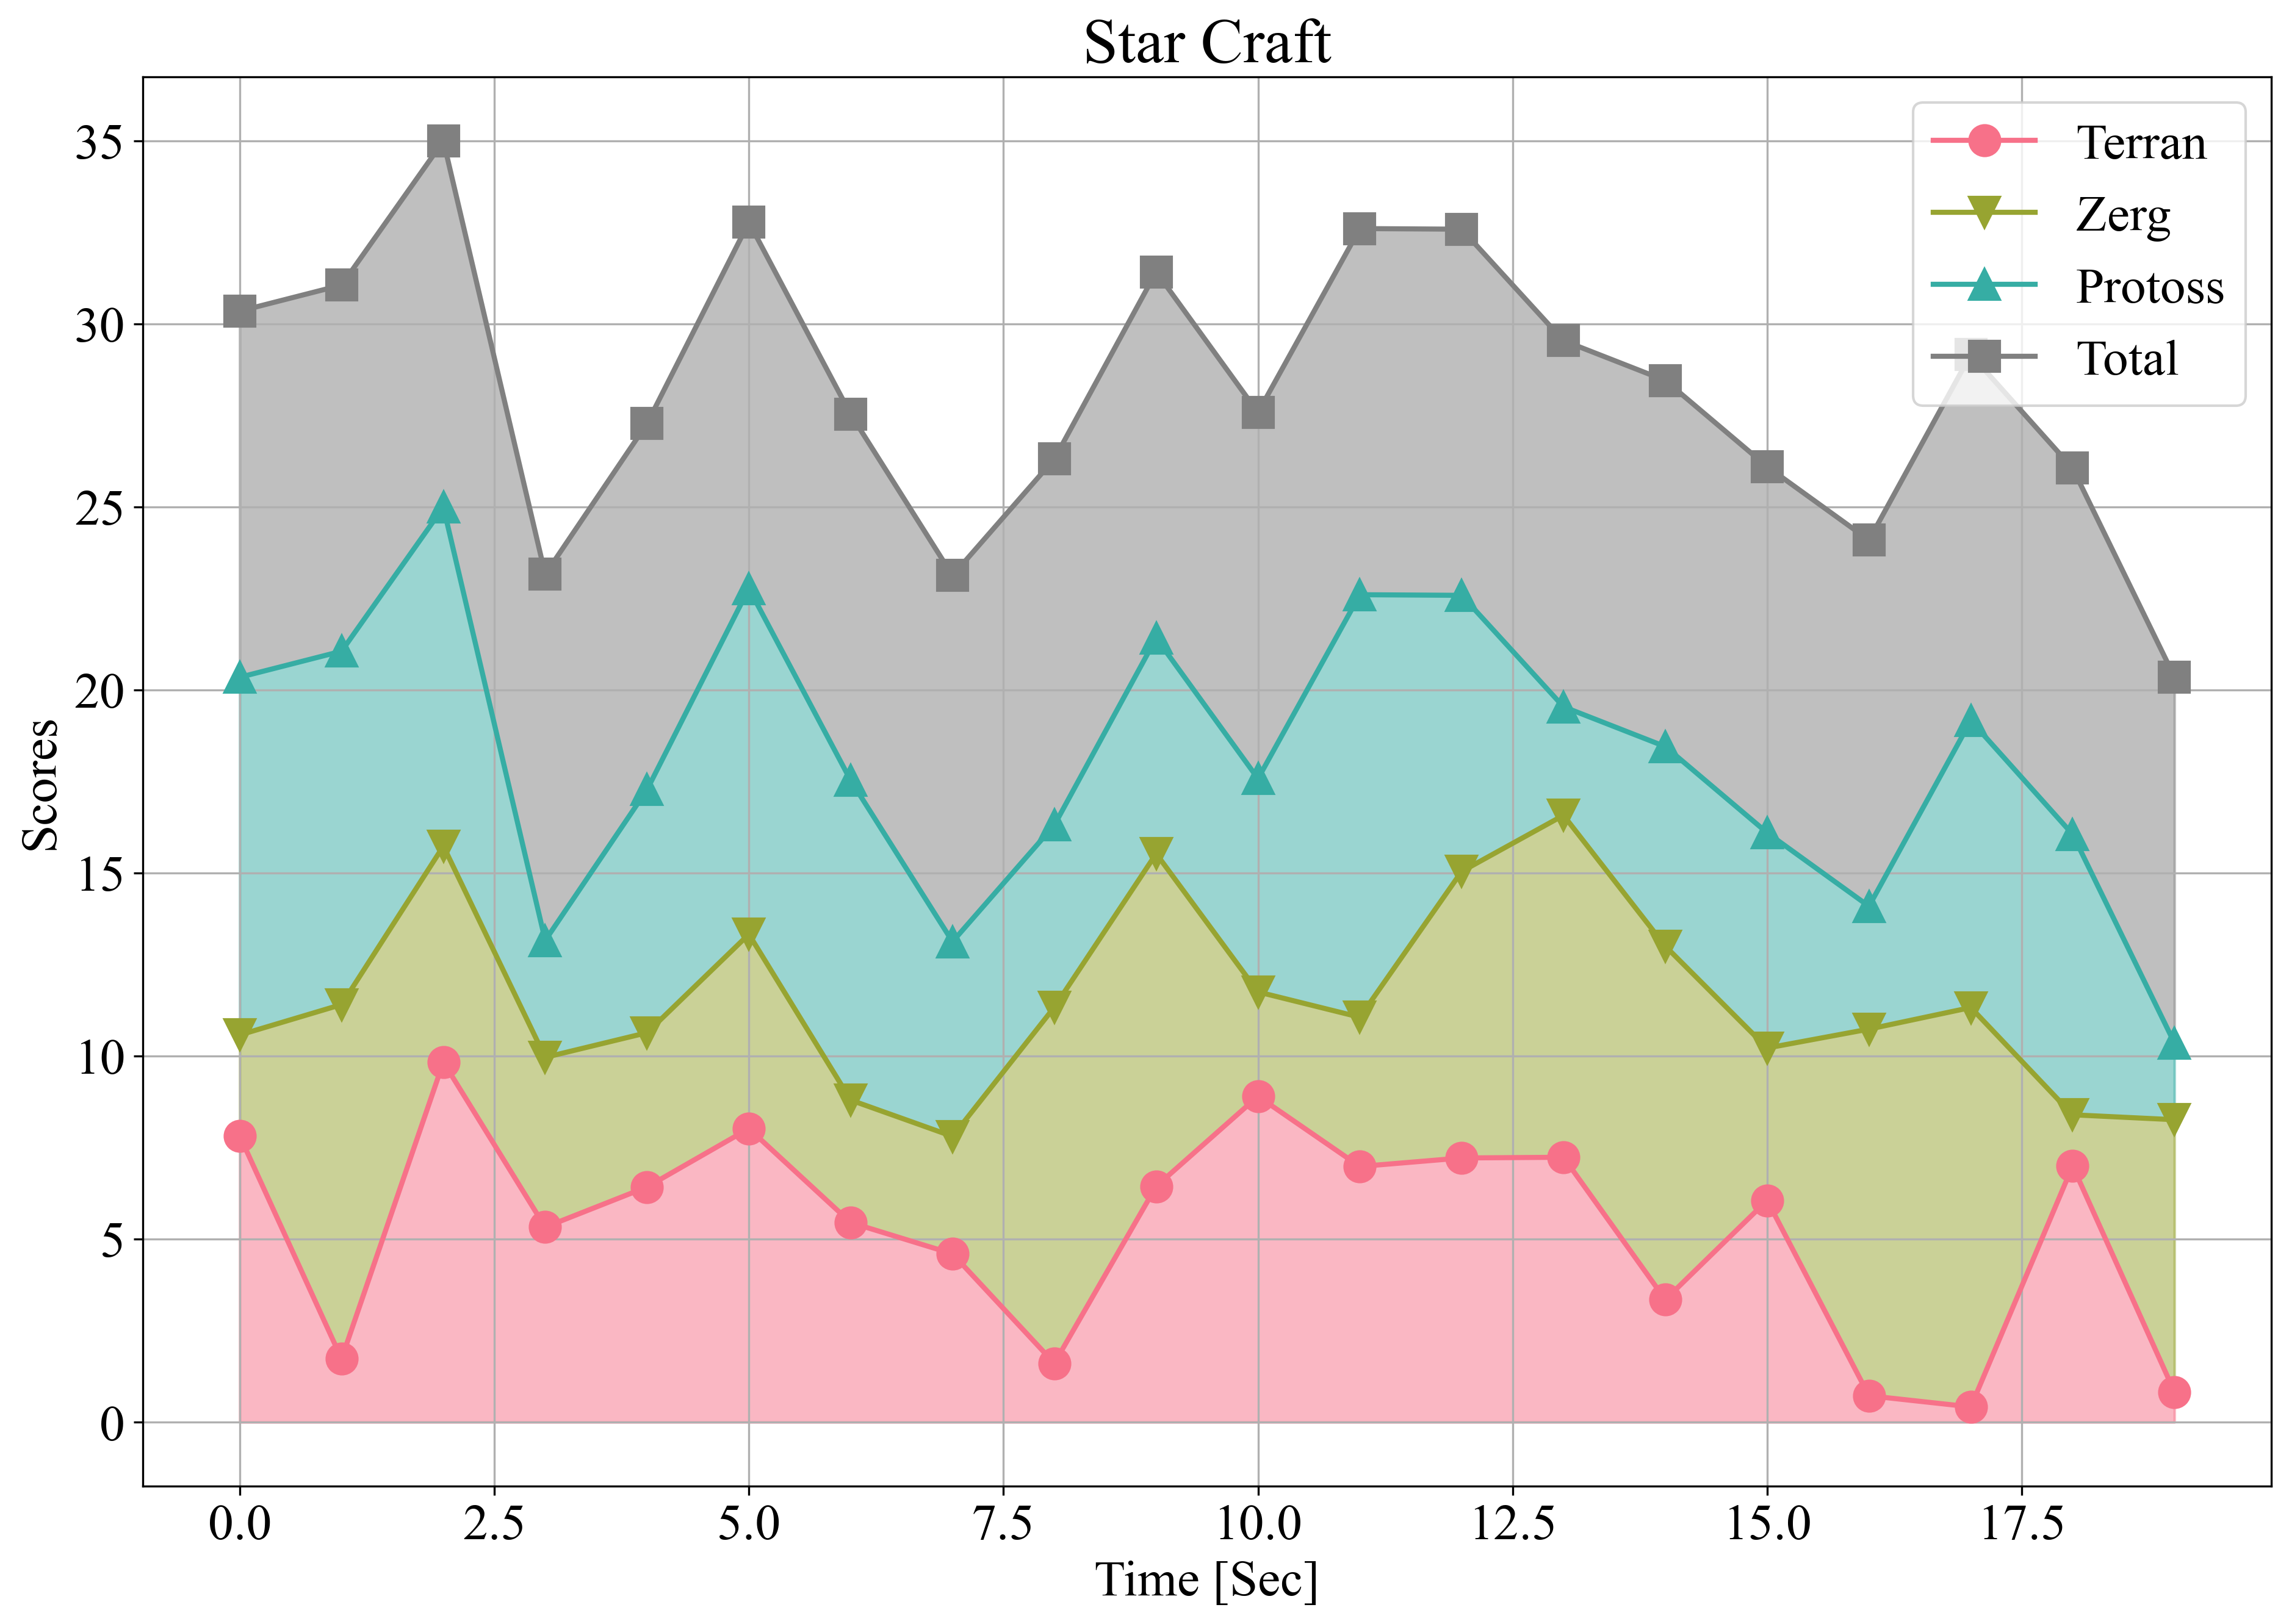 Star Craft
Terran
Zerg
Protoss
Total
35
30
25
20
15
10
5
0
Scores
0.0 2.5 5.0 7.5 10.0 12.5 15.0 17.5
Time [Sec]